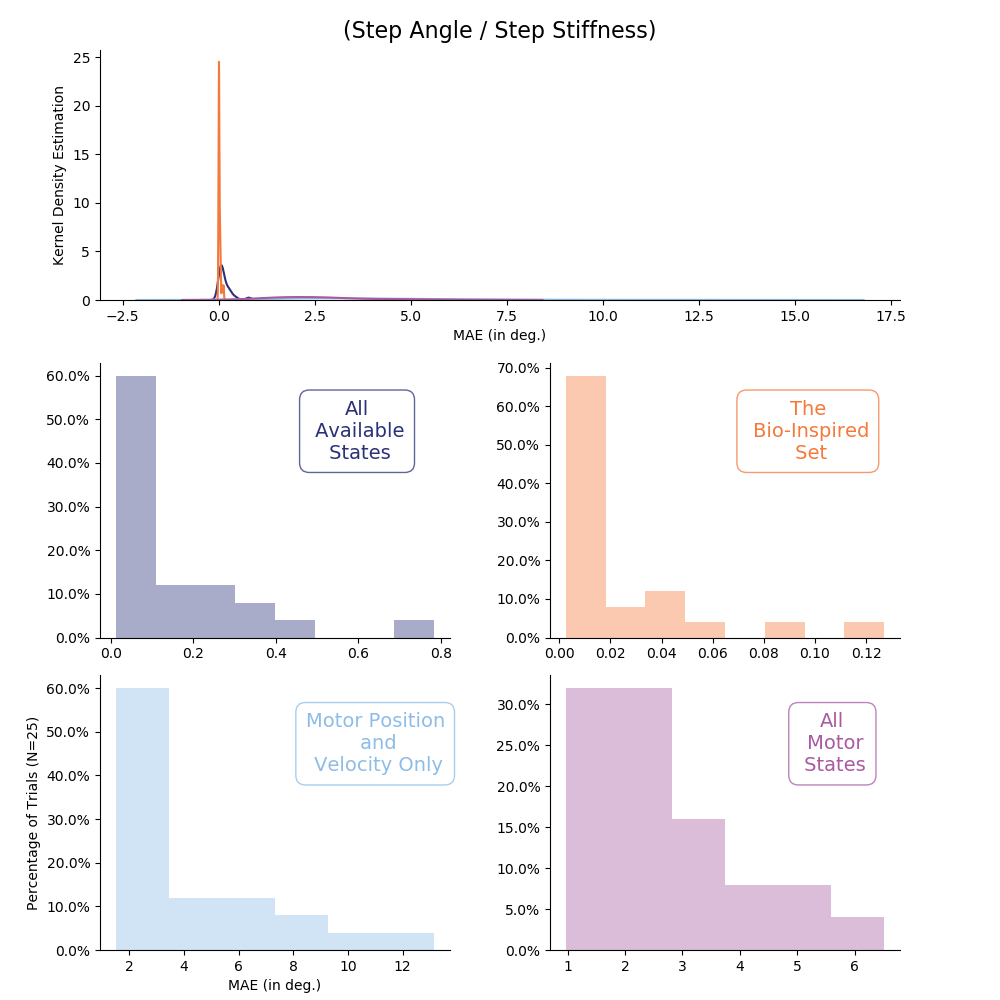 (Step Angle / Step Stiffness)
25
20
15
10
5
0
Kernel Density Estimation
−2.5 0.0 2.5 5.0 7.5 10.0 12.5 15.0 17.5
MAE (in deg.)
60.0%
50.0%
40.0%
30.0%
20.0%
10.0%
0.0%
All
Available
States
0.0 0.2 0.4 0.6 0.8
70.0%
60.0%
50.0%
40.0%
30.0%
20.0%
10.0%
0.0%
The
Bio-Inspired
Set
0.00 0.02 0.04 0.06 0.08 0.10 0.12
Percentage of Trials (N=25)
60.0%
50.0%
40.0%
30.0%
20.0%
10.0%
0.0%
Motor Position
and
Velocity Only
2 4 6 8 10 12
MAE (in deg.)
30.0%
25.0%
20.0%
15.0%
10.0%
5.0%
0.0%
All
Motor
States
1 2 3 4 5 6